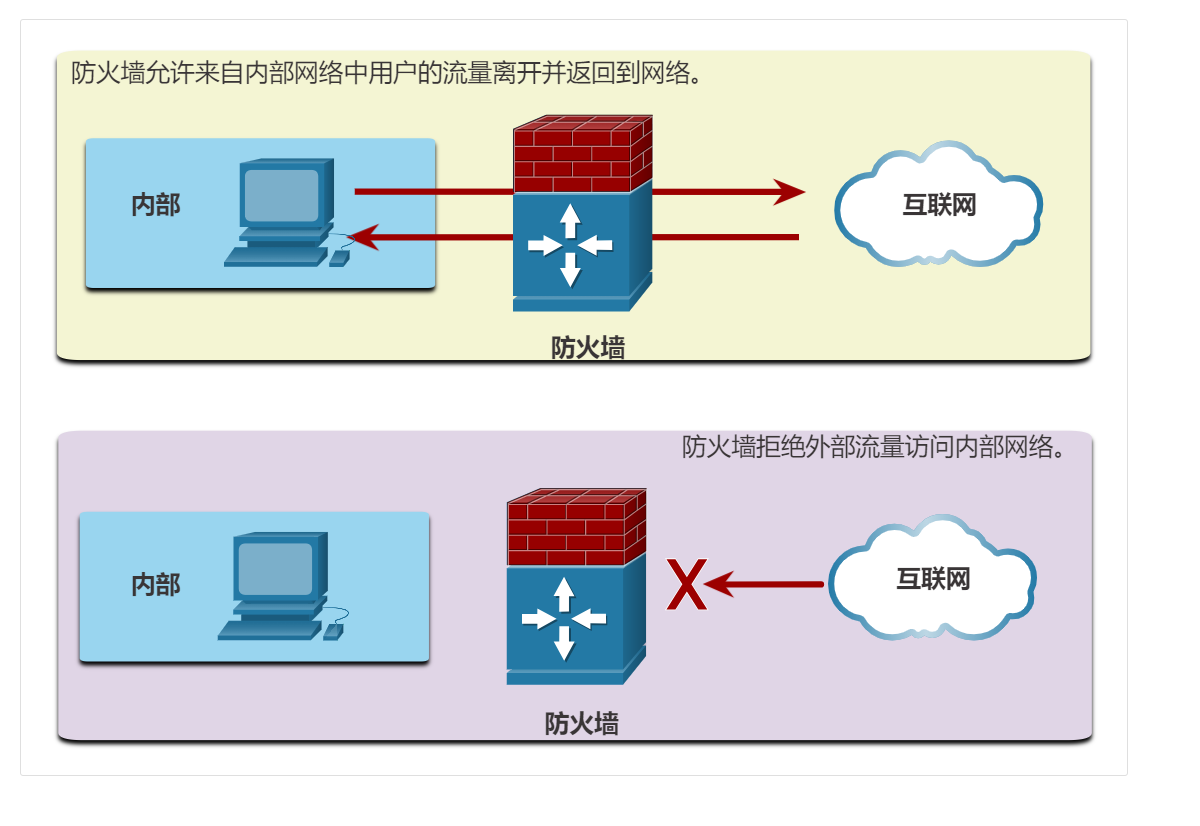 防火墙允许来自内部网络中用户的流量离开并返回到网络。
内部
互联网
防火墙
防火墙拒绝外部流量访问内部网络。
内部
X
互联网
防火墙